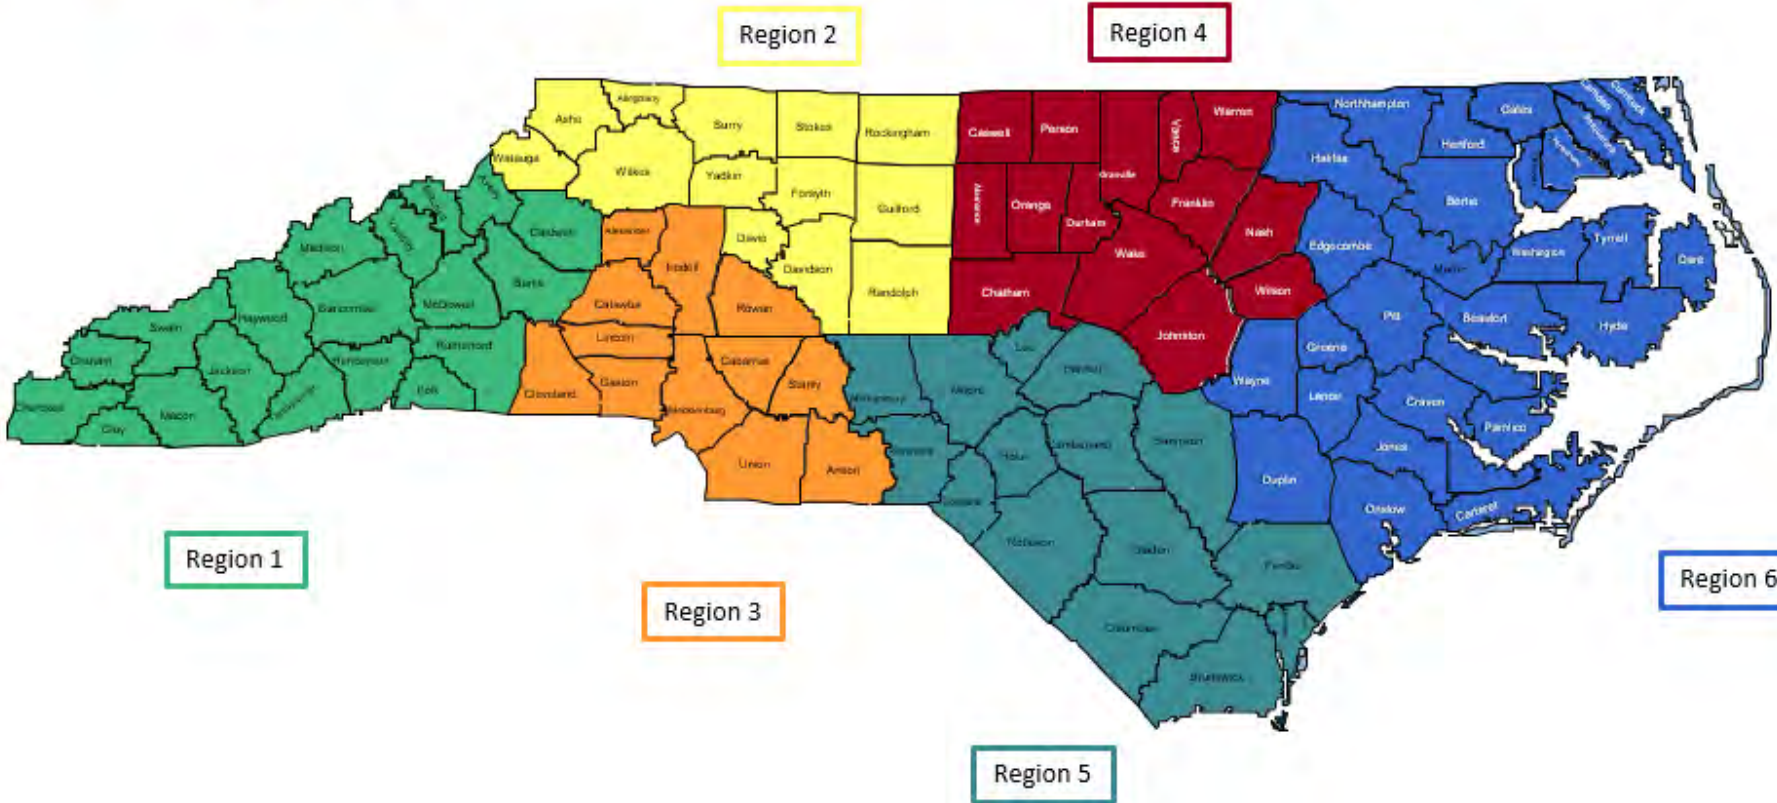 Region 2
Region 4
Ashe
Alleghany
Surry
Stokes
Rockingham
Caswell
Person
Granville
Vance
Warren
Northhampton
Gates
Camden
Currituck
Hertford
Halifax
Bertie
Watauga
Wilkes
Yadkin
Forsyth
Guilford
Alamance
Orange
Durham
Franklin
Nash
Edgecombe
Martin
Washington
Tyrrell
Dare
Caldwell
Alexander
Iredell
Davie
Davidson
Randolph
Chatham
Wake
Wilson
Johnston
Madison
Burke
McDowell
Buncombe
Haywood
Swain
Graham
Cherokee
Clay
Macon
Jackson
Henderson
Polk
Rutherford
Catawba
Rowan
Lincoln
Cleveland
Gaston
Cabarrus
Stanly
Union
Anson
Moore
Lee
Harnett
Hoke
Cumberland
Sampson
Robeson
Bladen
Pender
Columbus
Brunswick
Pitt
Beaufort
Hyde
Greene
Wayne
Lenoir
Craven
Pamlico
Jones
Duplin
Onslow
Carteret
Region 1
Region 3
Region 6
Region 5